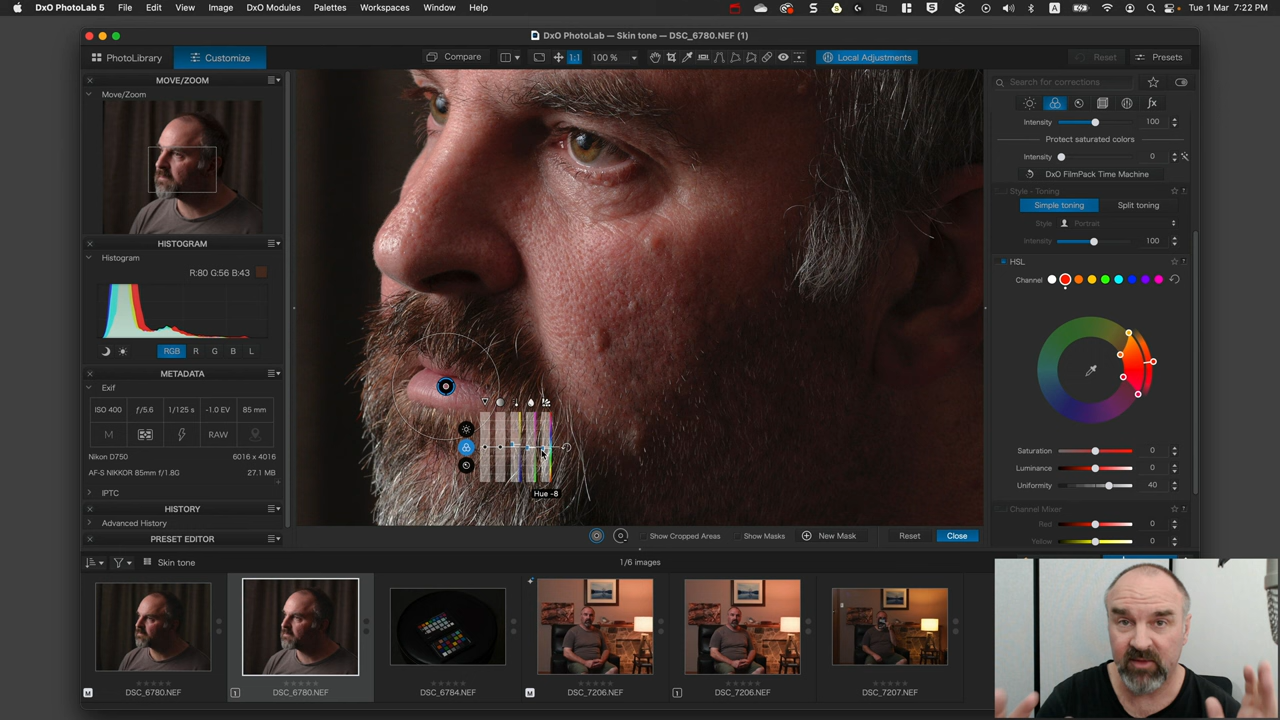 DxO PhotoLab 5 File Edit View Image DxO Modules Palettes Workspaces Window Help Tue 1 Mar 7:22 PM
DxO PhotoLab — Skin tone — DSC_6780.NEF (1)
PhotoLibrary Customize Compare 1:1 100 % Local Adjustments Reset Presets
MOVE/ZOOM
Move/Zoom
HISTOGRAM
Histogram
R:80 G:56 B:43
RGB R G B L
METADATA
Exif
ISO 400 ƒ/5.6 1/125 s -1.0 EV 85 mm
M RAW
Nikon D750 6016 x 4016
AF-S NIKKOR 85mm f/1.8G 27.1 MB
IPTC
HISTORY
Advanced History
PRESET EDITOR
Hue -8
Show Cropped Areas Show Masks New Mask Reset Close
Search for corrections
fx
Intensity 100
Protect saturated colors
Intensity 0
DxO FilmPack Time Machine
Style - Toning
Simple toning Split toning
Style Portrait
Intensity 100
HSL
Channel
Saturation 0
Luminance 0
Uniformity 40
Channel Mixer
Red 0
Yellow 0
Skin tone 1/6 images
M DSC_6780.NEF 1 DSC_6780.NEF DSC_6784.NEF M DSC_7206.NEF 1 DSC_7206.NEF DSC_7207.NEF